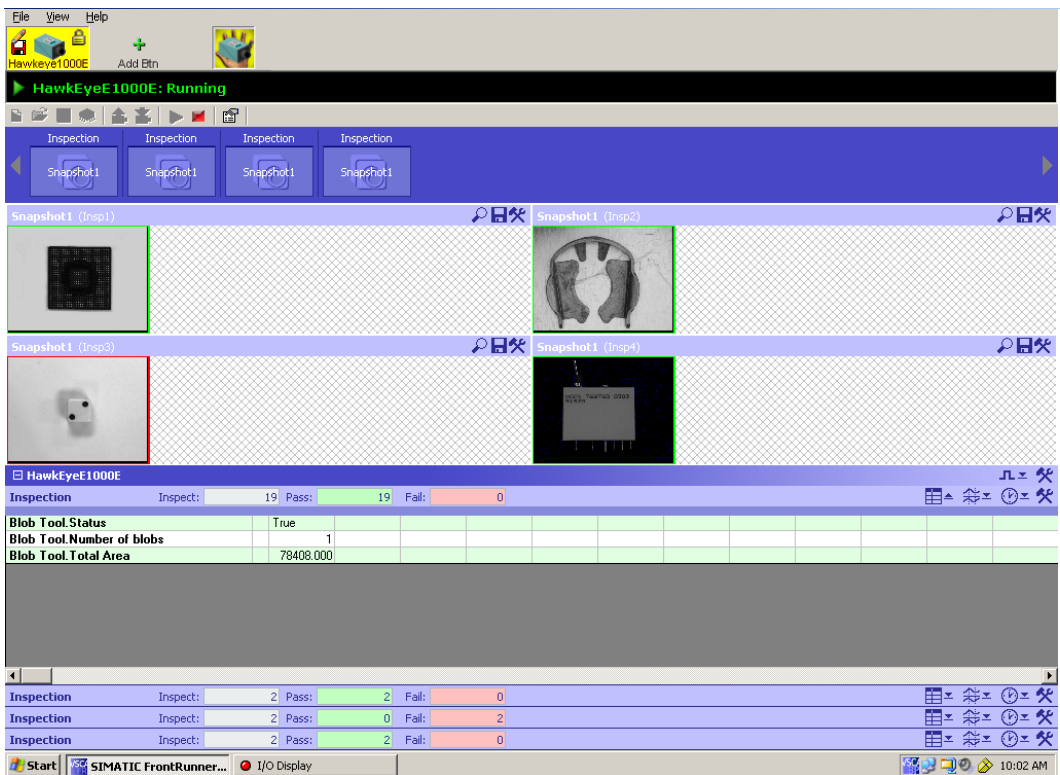 File View Help
Hawkeye1000E Add Btn
HawkEyeE1000E: Running
Inspection Inspection Inspection Inspection
Snapshot1 Snapshot1 Snapshot1 Snapshot1
Snapshot1 (Insp1) Snapshot1 (Insp2)
Snapshot1 (Insp3) Snapshot1 (Insp4)
HawkEyeE1000E
Inspection Inspect: 19 Pass: 19 Fail: 0
Blob Tool.Status True
Blob Tool.Number of blobs 1
Blob Tool.Total Area 78408.000
Inspection Inspect: 2 Pass: 2 Fail: 0
Inspection Inspect: 2 Pass: 0 Fail: 2
Inspection Inspect: 2 Pass: 2 Fail: 0
Start SIMATIC FrontRunner... I/O Display 10:02 AM